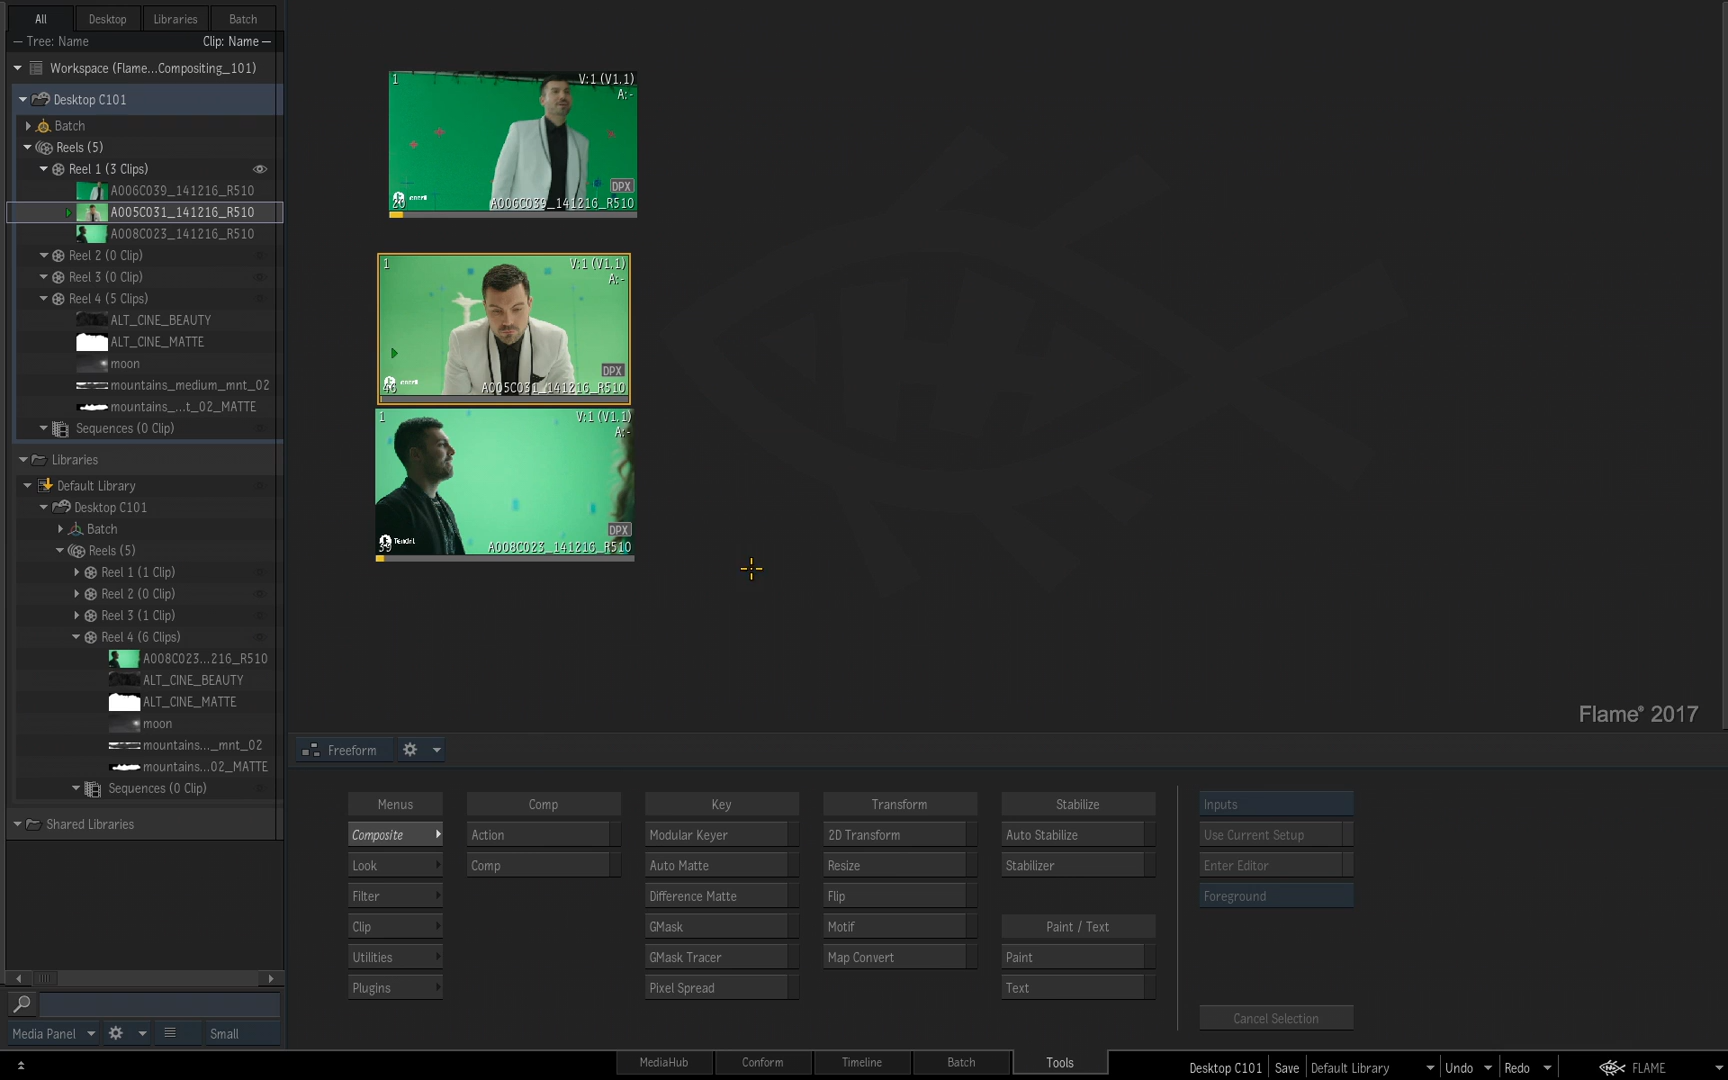 All Desktop Libraries Batch
Tree: Name Clip: Name
Workspace (Flame...Compositing_101)
Desktop C101
Batch
Reels (5)
Reel 1 (3 Clips)
A006C039_141216_R510
A005C031_141216_R510
A008C023_141216_R510
Reel 2 (0 Clip)
Reel 3 (0 Clip)
Reel 4 (5 Clips)
ALT_CINE_BEAUTY
ALT_CINE_MATTE
moon
mountains_medium_mnt_02
mountains_...t_02_MATTE
Sequences (0 Clip)
Libraries
Default Library
Desktop C101
Batch
Reels (5)
Reel 1 (1 Clip)
Reel 2 (0 Clip)
Reel 3 (1 Clip)
Reel 4 (6 Clips)
A008C023...216_R510
ALT_CINE_BEAUTY
ALT_CINE_MATTE
moon
mountains..._mnt_02
mountains...02_MATTE
Sequences (0 Clip)
Shared Libraries
Media Panel Small
1 V:1 (V1.1)
A:-
DPX
A006C039_141216_R510
1 V:1 (V1.1)
A:-
DPX
46 A005C031_141216_R510
1 V:1 (V1.1)
A:-
DPX
39 A008C023_141216_R510
Flame® 2017
Freeform
Menus Comp Key Transform Stabilize Inputs
Composite Action Modular Keyer 2D Transform Auto Stabilize Use Current Setup
Look Comp Auto Matte Resize Stabilizer Enter Editor
Filter Difference Matte Flip Foreground
Clip GMask Motif Paint / Text
Utilities GMask Tracer Map Convert Paint
Plugins Pixel Spread Text
Cancel Selection
MediaHub Conform Timeline Batch Tools Desktop C101 Save Default Library Undo Redo FLAME